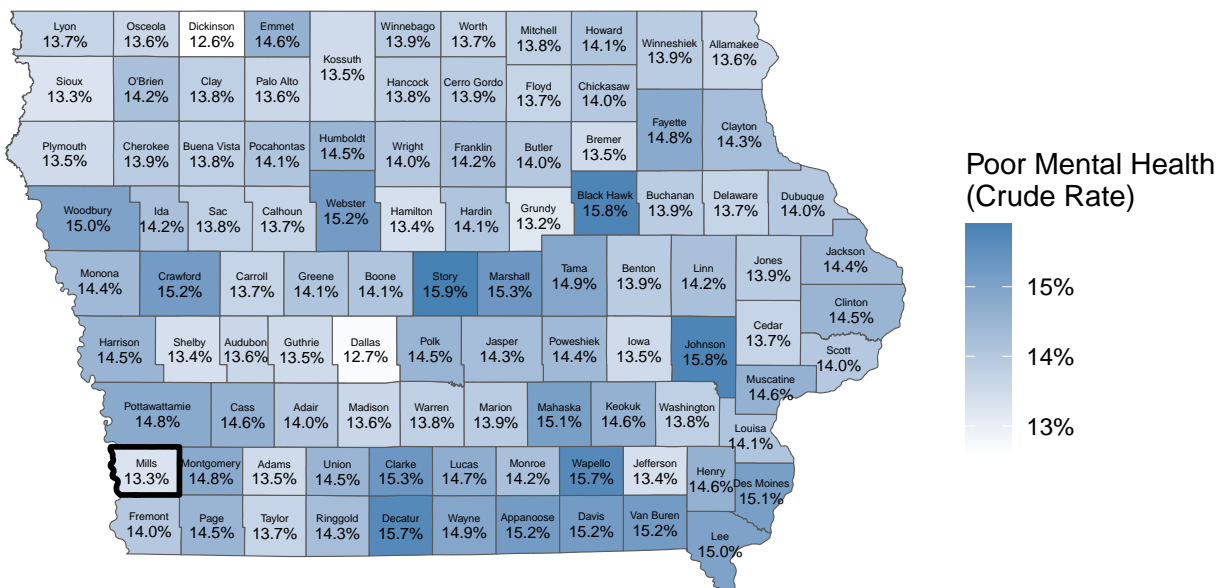 Lyon
13.7%
Osceola
13.6%
Dickinson
12.6%
Emmet
14.6%
Kossuth
13.5%
Winnebago
13.9%
Worth
13.7%
Mitchell
13.8%
Howard
14.1%
Winneshiek
13.9%
Allamakee
13.6%
Sioux
13.3%
O'Brien
14.2%
Clay
13.8%
Palo Alto
13.6%
Hancock
13.8%
Cerro Gordo
13.9%
Floyd
13.7%
Chickasaw
14.0%
Fayette
14.8%
Clayton
14.3%
Plymouth
13.5%
Cherokee
13.9%
Buena Vista
13.8%
Pocahontas
14.1%
Humboldt
14.5%
Wright
14.0%
Franklin
14.2%
Butler
14.0%
Bremer
13.5%
Woodbury
15.0%
Ida
14.2%
Sac
13.8%
Calhoun
13.7%
Webster
15.2%
Hamilton
13.4%
Hardin
14.1%
Grundy
13.2%
Black Hawk
15.8%
Buchanan
13.9%
Delaware
13.7%
Dubuque
14.0%
Monona
14.4%
Crawford
15.2%
Carroll
13.7%
Greene
14.1%
Boone
14.1%
Story
15.9%
Marshall
15.3%
Tama
14.9%
Benton
13.9%
Linn
14.2%
Jones
13.9%
Jackson
14.4%
Clinton
14.5%
Harrison
14.5%
Shelby
13.4%
Audubon
13.6%
Guthrie
13.5%
Dallas
12.7%
Polk
14.5%
Jasper
14.3%
Poweshiek
14.4%
Iowa
13.5%
Johnson
15.8%
Cedar
13.7%
Scott
14.0%
Muscatine
14.6%
Pottawattamie
14.8%
Cass
14.6%
Adair
14.0%
Madison
13.6%
Warren
13.8%
Marion
13.9%
Mahaska
15.1%
Keokuk
14.6%
Washington
13.8%
Louisa
14.1%
Mills
13.3%
Montgomery
14.8%
Adams
13.5%
Union
14.5%
Clarke
15.3%
Lucas
14.7%
Monroe
14.2%
Wapello
15.7%
Jefferson
13.4%
Henry
14.6%
Des Moines
15.1%
Fremont
14.0%
Page
14.5%
Taylor
13.7%
Ringgold
14.3%
Decatur
15.7%
Wayne
14.9%
Appanoose
15.2%
Davis
15.2%
Van Buren
15.2%
Lee
15.0%
Poor Mental Health
(Crude Rate)
15%
14%
13%